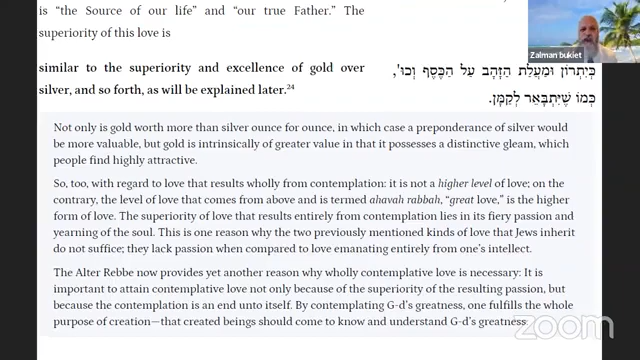 is “the Source of our life” and “our true Father.” The
superiority of this love is
similar to the superiority and excellence of gold over
silver, and so forth, as will be explained later.²⁴
כְּיִתְרוֹן וּמַעֲלַת הַזָּהָב עַל הַכֶּסֶף וְכוּ',
כְּמוֹ שֶׁיִּתְבָּאֵר לְקַמָּן.
Not only is gold worth more than silver ounce for ounce, in which case a preponderance of silver would
be more valuable, but gold is intrinsically of greater value in that it possesses a distinctive gleam, which
people find highly attractive.
So, too, with regard to love that results wholly from contemplation: it is not a higher level of love; on the
contrary, the level of love that comes from above and is termed ahavah rabbah, “great love,” is the higher
form of love. The superiority of love that results entirely from contemplation lies in its fiery passion and
yearning of the soul. This is one reason why the two previously mentioned kinds of love that Jews inherit
do not suffice; they lack passion when compared to love emanating entirely from one’s intellect.
The Alter Rebbe now provides yet another reason why wholly contemplative love is necessary: It is
important to attain contemplative love not only because of the superiority of the resulting passion, but
because the contemplation is an end unto itself. By contemplating G-d’s greatness, one fulfills the whole
purpose of creation—that created beings should come to know and understand G-d’s greatness.
Zalman bukiet
zoom